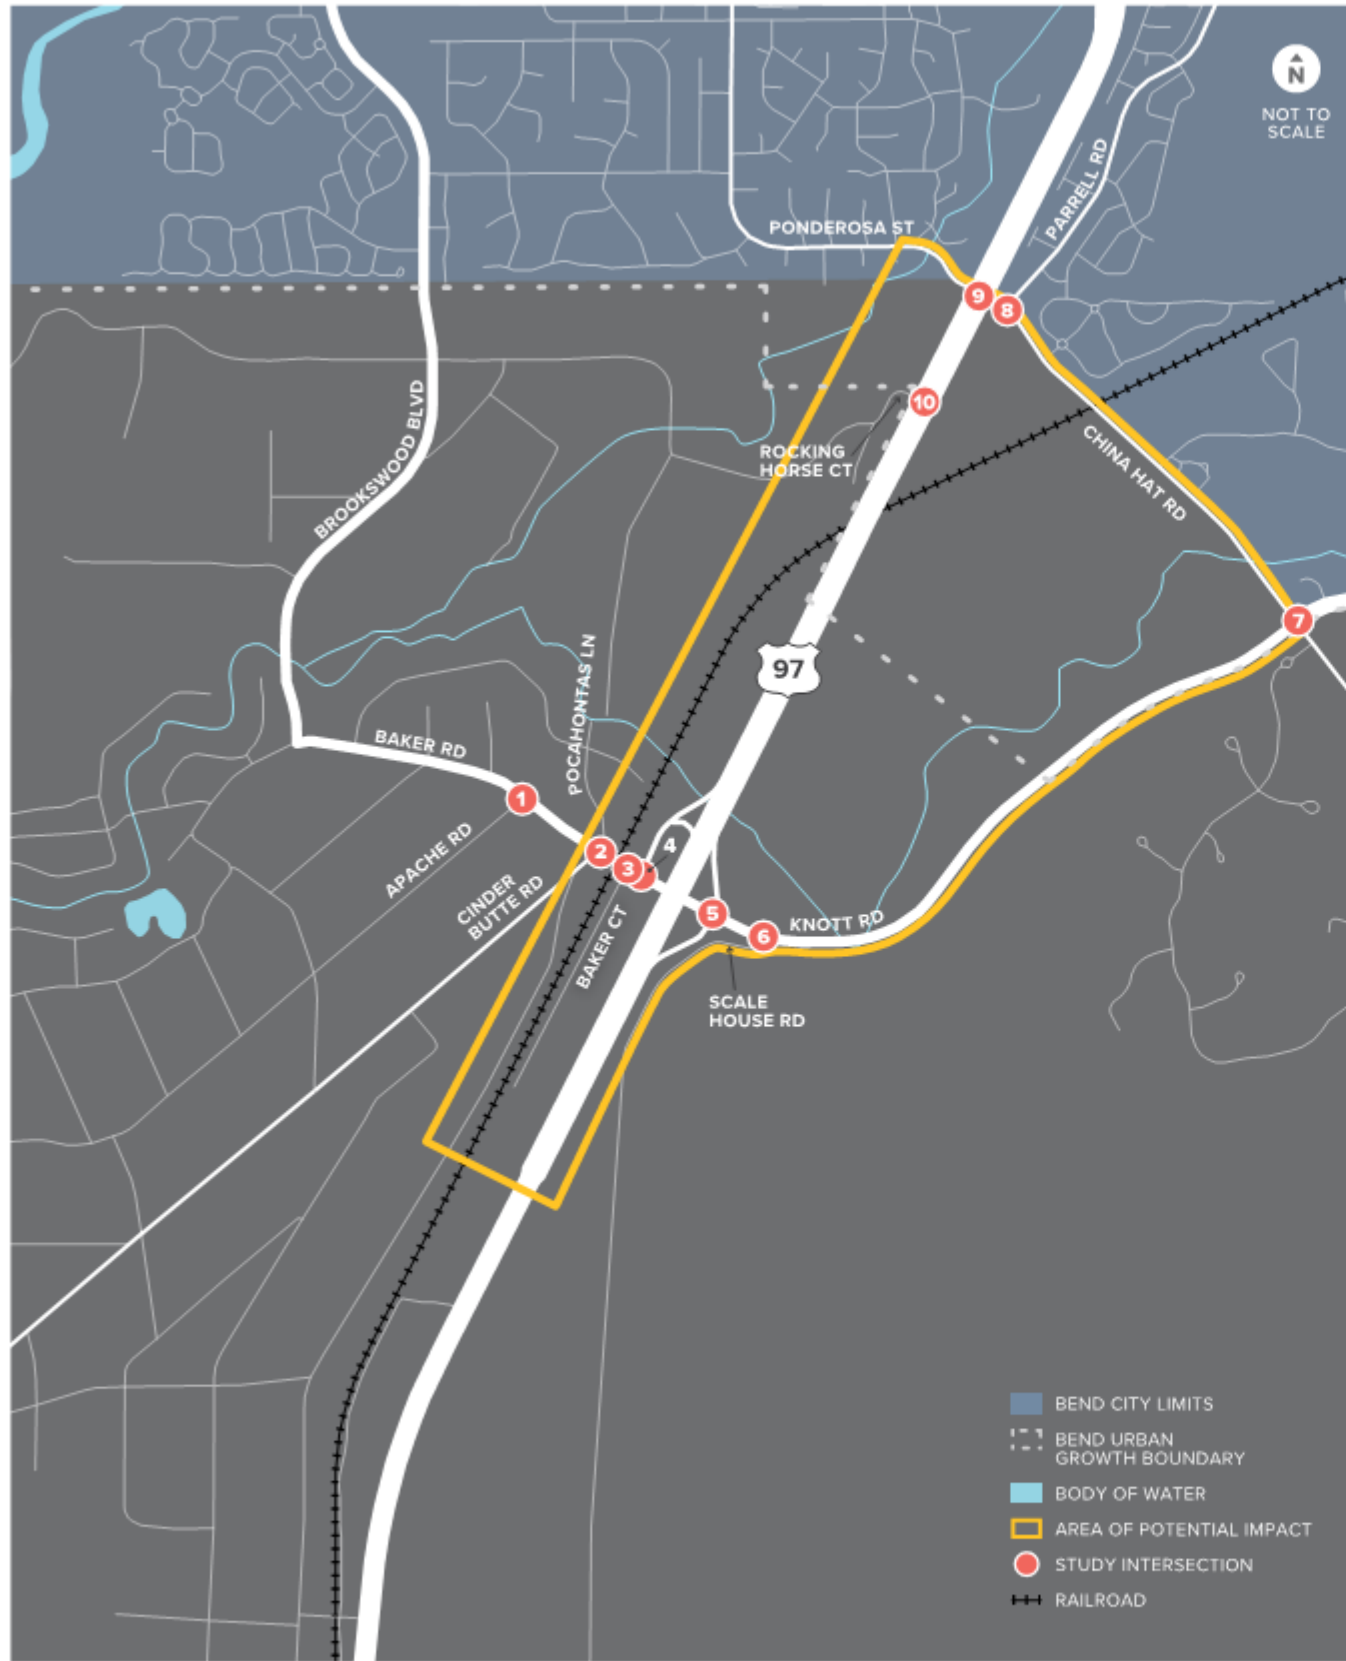 N
NOT TO
SCALE
PARRELL RD
PONDEROSA ST
9
8
10
ROCKING
HORSE CT
CHINA HAT RD
BROOKSWOOD BLVD
7
97
POCAHONTAS LN
BAKER RD
1
APACHE RD
2
3
4
CINDER
BUTTE RD
BAKER CT
5
6
KNOTT RD
SCALE
HOUSE RD
BEND CITY LIMITS
BEND URBAN
GROWTH BOUNDARY
BODY OF WATER
AREA OF POTENTIAL IMPACT
STUDY INTERSECTION
RAILROAD